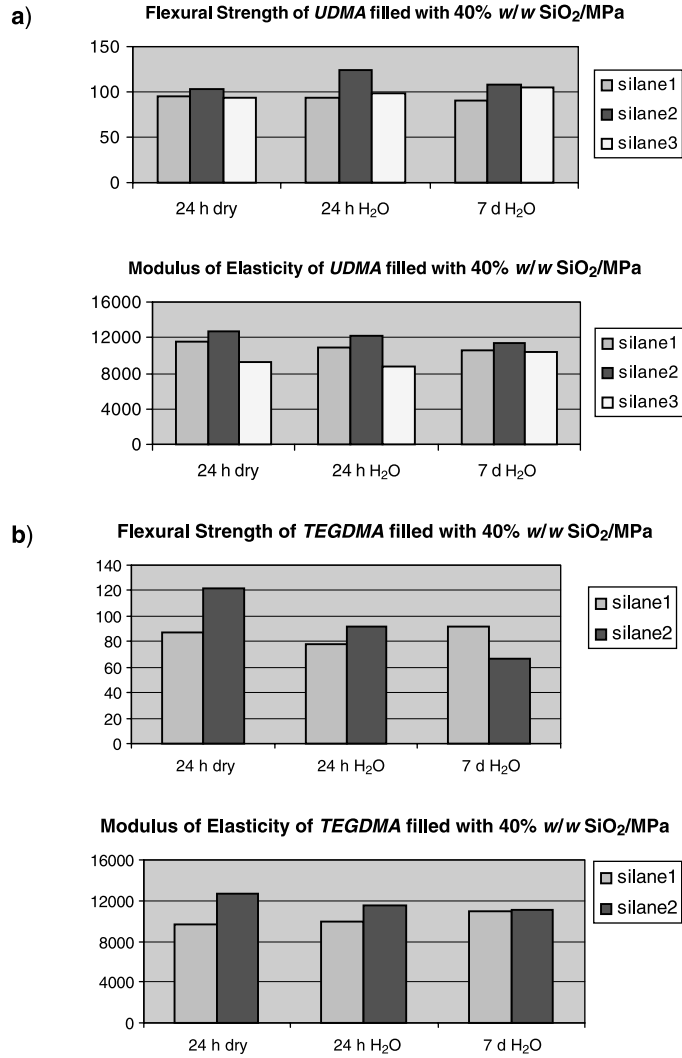 a)
Flexural Strength of UDMA filled with 40% w/w SiO₂/MPa
150
100
50
0
24 h dry
24 h H₂O
7 d H₂O
silane1
silane2
silane3
Modulus of Elasticity of UDMA filled with 40% w/w SiO₂/MPa
16000
12000
8000
4000
0
24 h dry
24 h H₂O
7 d H₂O
silane1
silane2
silane3
b)
Flexural Strength of TEGDMA filled with 40% w/w SiO₂/MPa
140
120
100
80
60
40
20
0
24 h dry
24 h H₂O
7 d H₂O
silane1
silane2
Modulus of Elasticity of TEGDMA filled with 40% w/w SiO₂/MPa
16000
12000
8000
4000
0
24 h dry
24 h H₂O
7 d H₂O
silane1
silane2